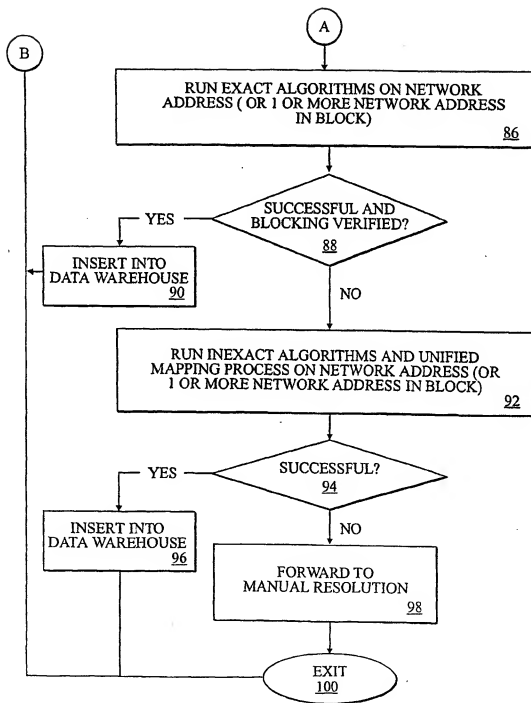 B
A
RUN EXACT ALGORITHMS ON NETWORK
ADDRESS ( OR 1 OR MORE NETWORK ADDRESS
IN BLOCK)
86
SUCCESSFUL AND
BLOCKING VERIFIED?
88
YES
INSERT INTO
DATA WAREHOUSE
90
NO
RUN INEXACT ALGORITHMS AND UNIFIED
MAPPING PROCESS ON NETWORK ADDRESS (OR
1 OR MORE NETWORK ADDRESS IN BLOCK)
92
YES
SUCCESSFUL?
94
INSERT INTO
DATA WAREHOUSE
96
NO
FORWARD TO
MANUAL RESOLUTION
98
EXIT
100